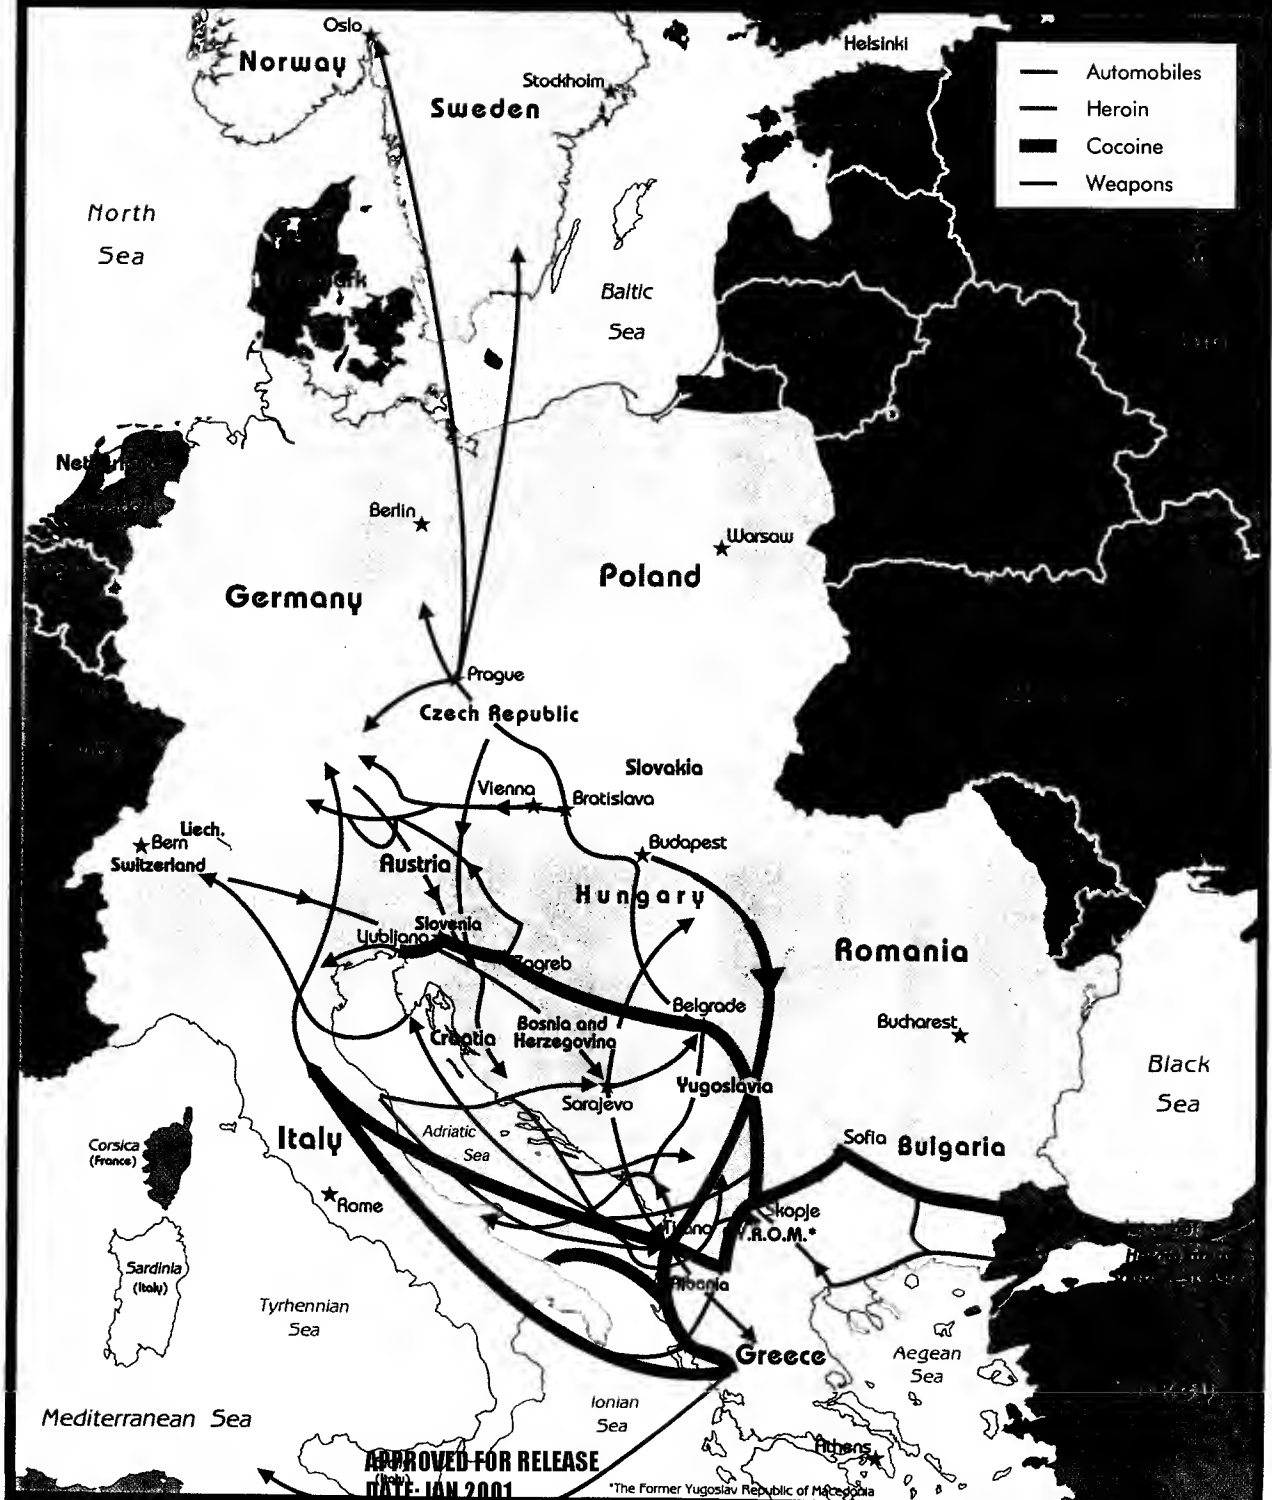 Oslo
Norway
Helsinki
Stockholm
Sweden
Automobiles
Heroin
Cocoine
Weapons
North
Sea
Baltic
Sea
Berlin
Warsaw
Poland
Germany
Prague
Czech Republic
Slovakia
Vienna
Bratislava
Budapest
Bern
Liech.
Switzerland
Austria
Hungary
Slovenia
Ljubljana
Zagreb
Romania
Belgrade
Bucharest
Croatia
Bosnia and
Herzegovina
Black
Sea
Yugoslavia
Sarajevo
Adriatic
Sea
Italy
Corsica
(France)
Sofia
Bulgaria
Rome
Skopje
F.Y.R.O.M.*
Tirana
Albania
Sardinia
(Italy)
Tyrhennian
Sea
Greece
Aegean
Sea
Ionian
Sea
Mediterranean Sea
Athens
APPROVED FOR RELEASE
(Italy)
DATE: JAN 2001
*The Former Yugoslav Republic of Macedonia